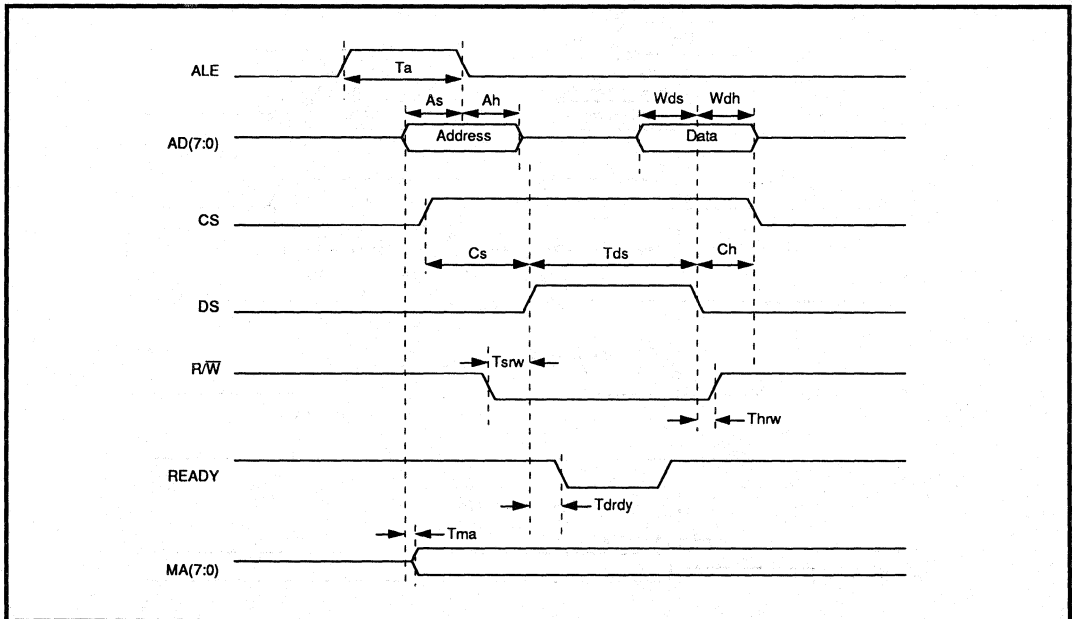 ALE
Ta
As Ah Wds Wdh
AD(7:0) Address Data
CS
Cs Tds Ch
DS
Tsrw
R/W̅
Thrw
READY
Tdrdy
Tma
MA(7:0)